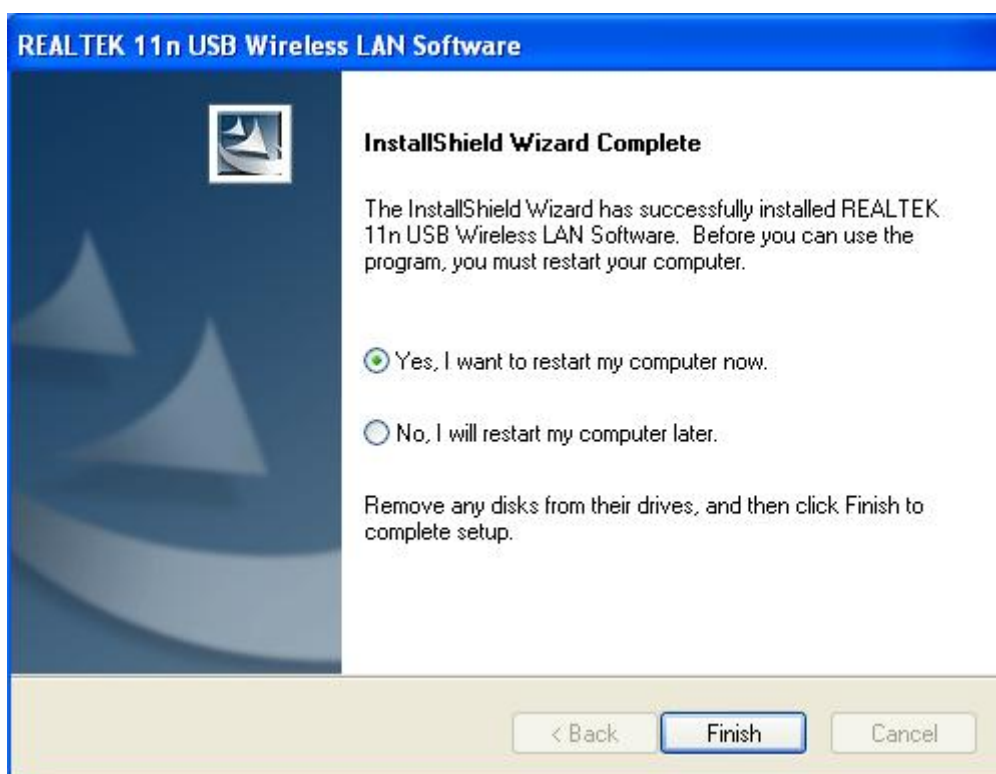 REALTEK 11n USB Wireless LAN Software
InstallShield Wizard Complete
The InstallShield Wizard has successfully installed REALTEK
11n USB Wireless LAN Software.  Before you can use the
program, you must restart your computer.
Yes, I want to restart my computer now.
No, I will restart my computer later.
Remove any disks from their drives, and then click Finish to
complete setup.
< Back Finish Cancel